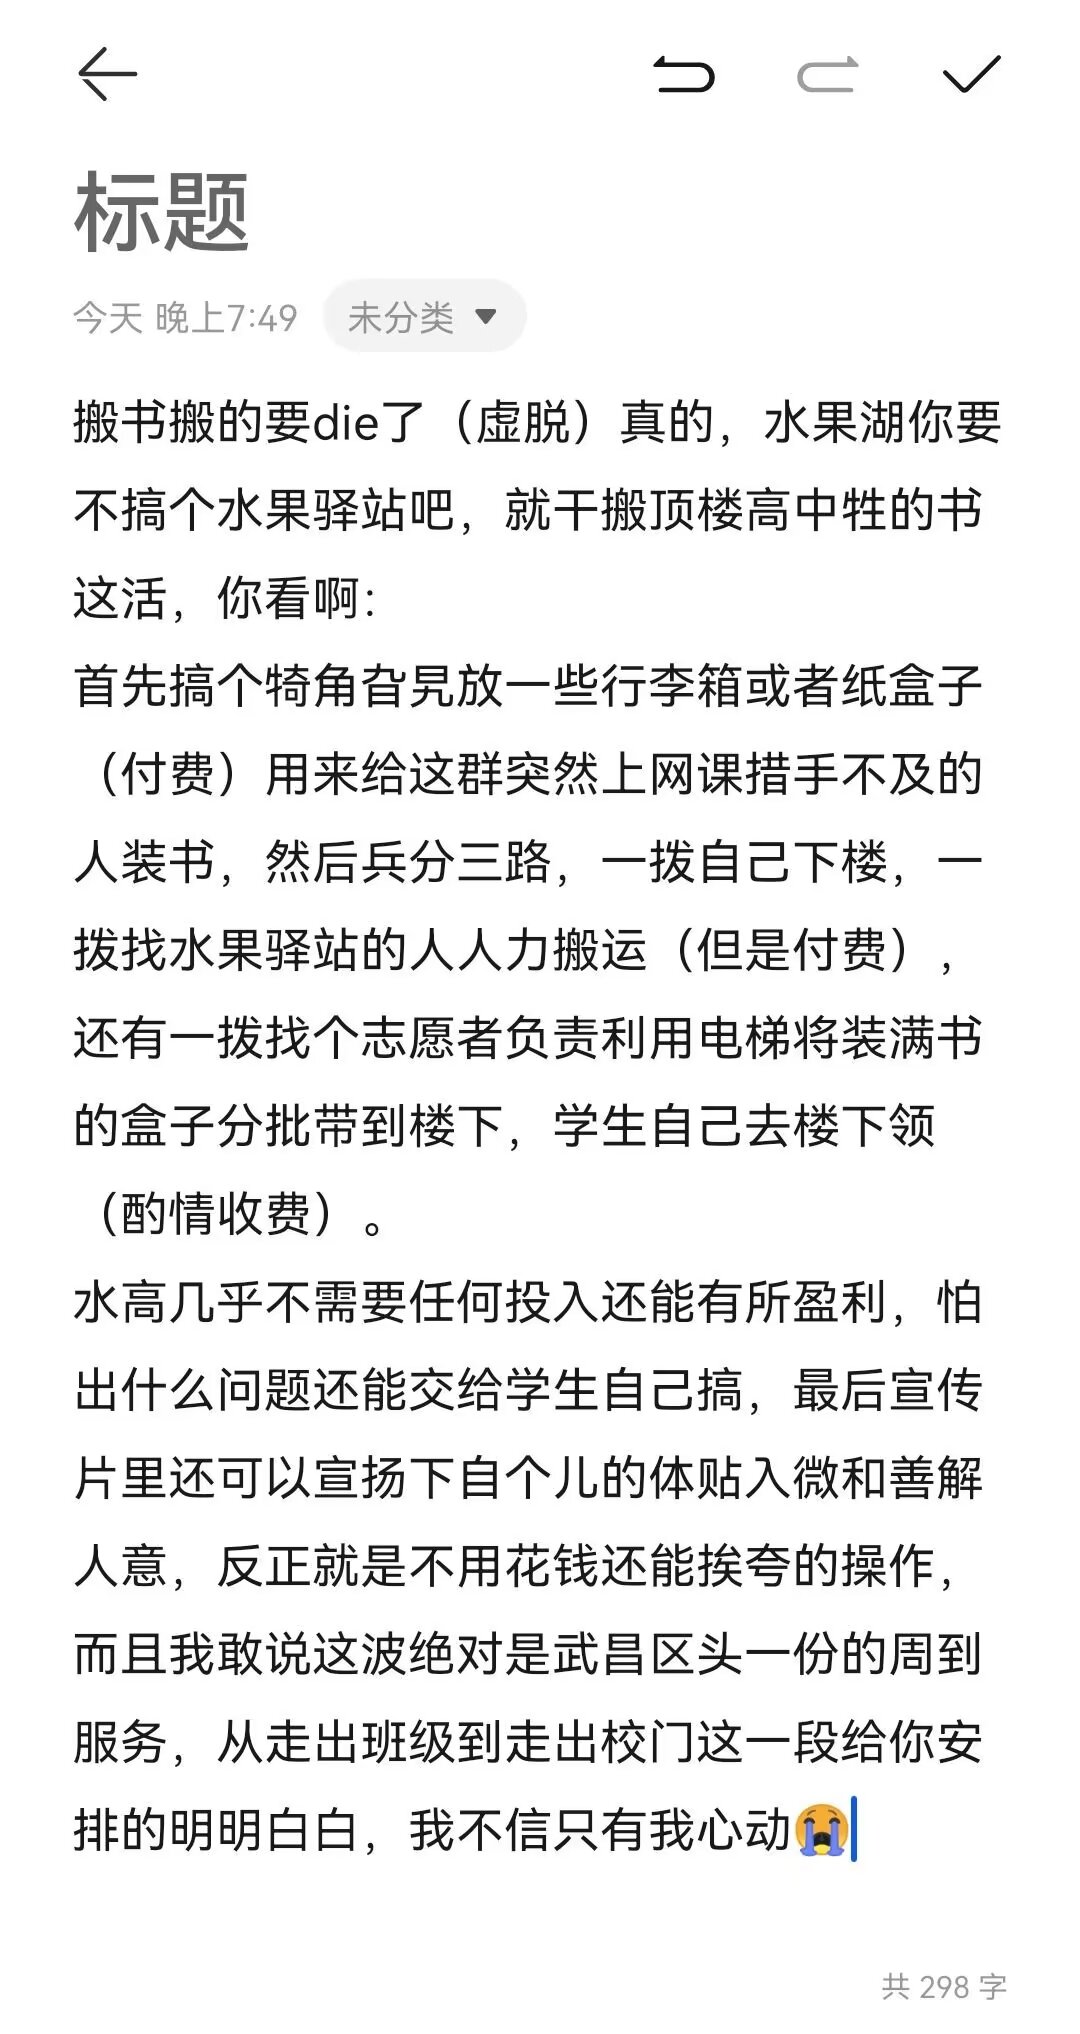 标题
今天 晚上7:49 未分类
搬书搬的要die了（虚脱）真的，水果湖你要
不搞个水果驿站吧，就干搬顶楼高中牲的书
这活，你看啊：
首先搞个犄角旮旯放一些行李箱或者纸盒子
（付费）用来给这群突然上网课措手不及的
人装书，然后兵分三路，一拨自己下楼，一
拨找水果驿站的人人力搬运（但是付费），
还有一拨找个志愿者负责利用电梯将装满书
的盒子分批带到楼下，学生自己去楼下领
（酌情收费）。
水高几乎不需要任何投入还能有所盈利，怕
出什么问题还能交给学生自己搞，最后宣传
片里还可以宣扬下自个儿的体贴入微和善解
人意，反正就是不用花钱还能挨夸的操作，
而且我敢说这波绝对是武昌区头一份的周到
服务，从走出班级到走出校门这一段给你安
排的明明白白，我不信只有我心动😭
共 298 字